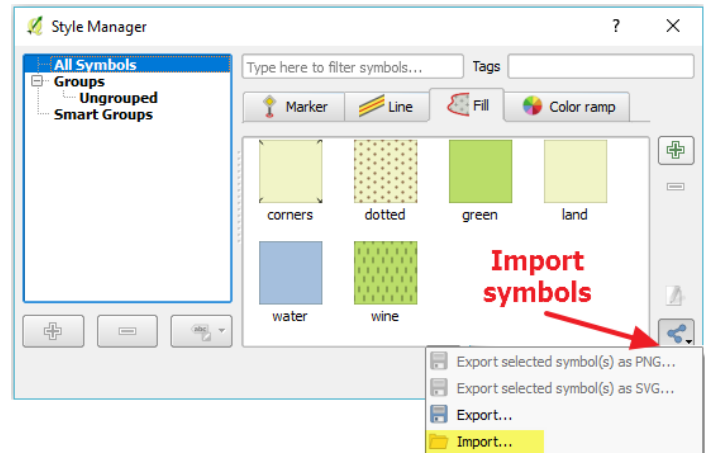 Style Manager
?
All Symbols
Groups
Ungrouped
Smart Groups
Type here to filter symbols...
Tags
Marker
Line
Fill
Color ramp
corners
dotted
green
land
water
wine
Import
symbols
abc
Export selected symbol(s) as PNG...
Export selected symbol(s) as SVG...
Export...
Import...